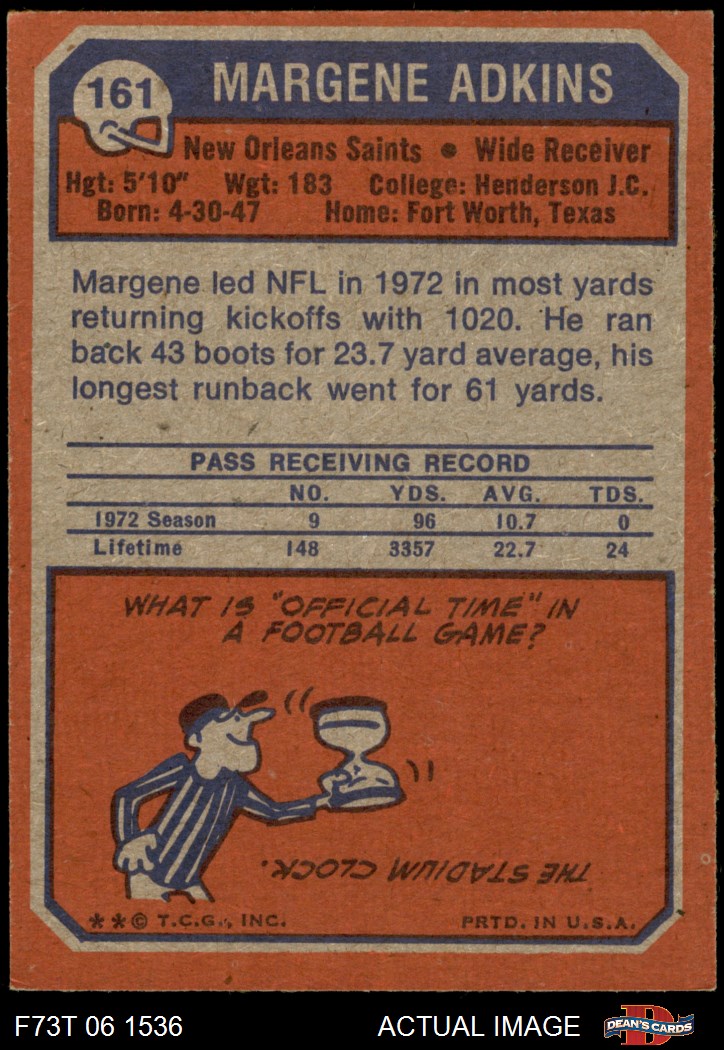 161
MARGENE ADKINS
New Orleans Saints • Wide Receiver
Hgt: 5'10" Wgt: 183 College: Henderson J.C.
Born: 4-30-47 Home: Fort Worth, Texas
Margene led NFL in 1972 in most yards
returning kickoffs with 1020. He ran
back 43 boots for 23.7 yard average, his
longest runback went for 61 yards.
PASS RECEIVING RECORD
NO. YDS. AVG. TDS.
1972 Season 9 96 10.7 0
Lifetime 148 3357 22.7 24
WHAT IS "OFFICIAL TIME" IN
A FOOTBALL GAME?
THE STADIUM CLOCK.
**© T.C.G., INC. PRTD. IN U.S.A.
F73T 06 1536 ACTUAL IMAGE D DEAN'S CARDS